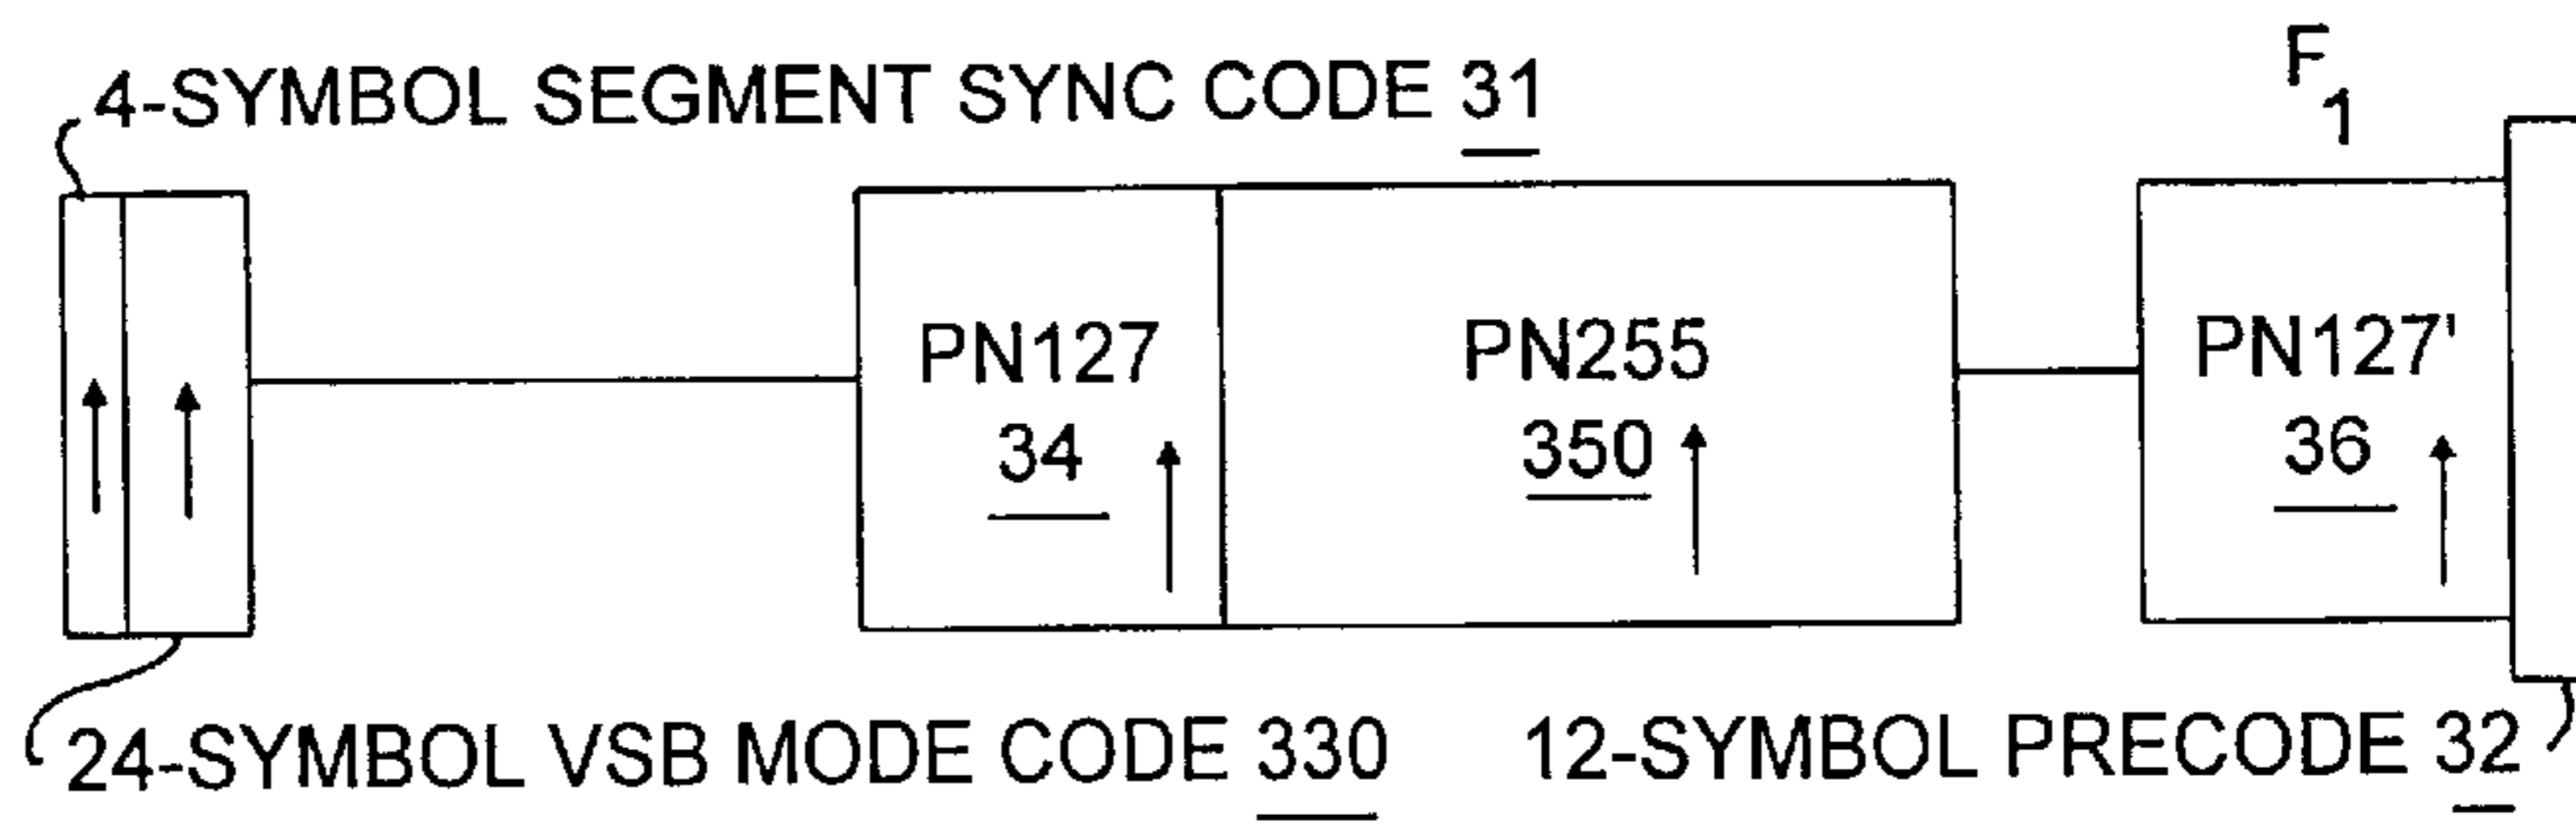 4-SYMBOL SEGMENT SYNC CODE 31
F1
PN127
34
PN255
350
PN127'
36
24-SYMBOL VSB MODE CODE 330
12-SYMBOL PRECODE 32